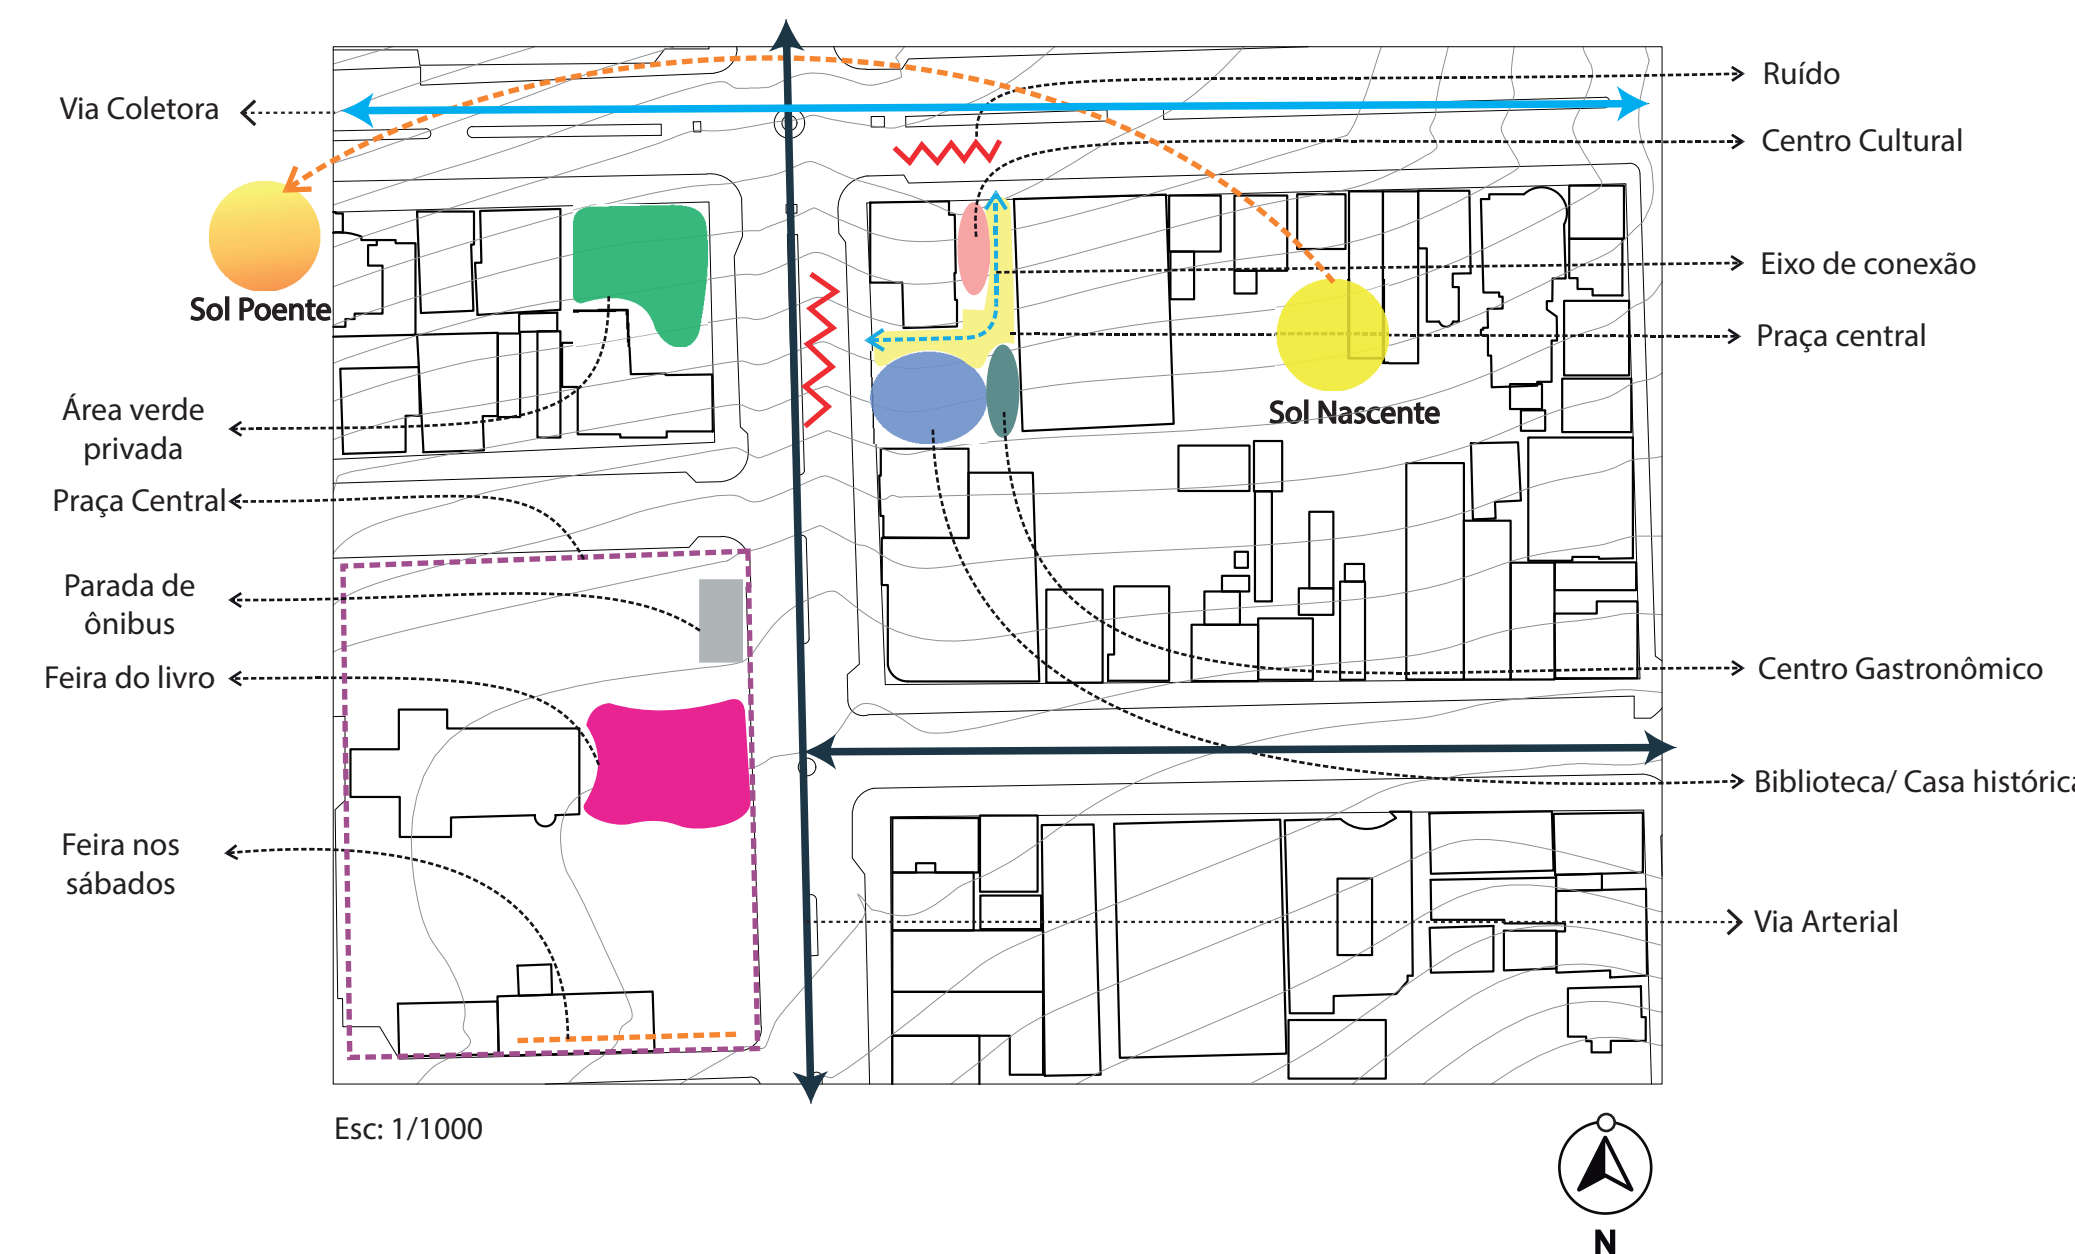 Via Coletora
Sol Poente
Área verde
privada
Praça Central
Parada de
ônibus
Feira do livro
Feira nos
sábados
Ruído
Centro Cultural
Eixo de conexão
Praça central
Sol Nascente
Centro Gastronômico
Biblioteca/ Casa histórica
Via Arterial
Esc: 1/1000
N